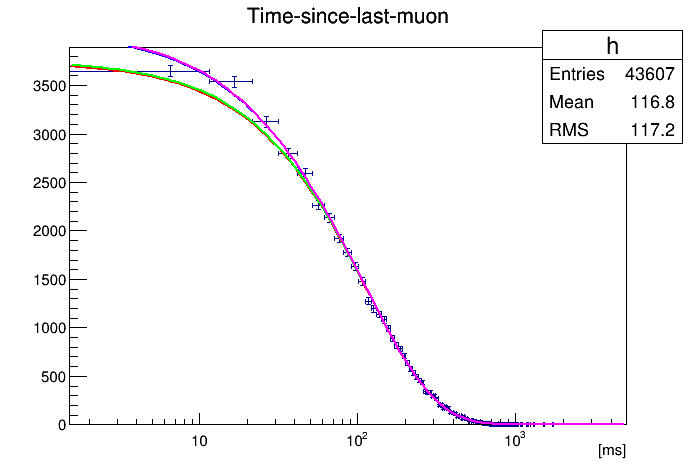 Time-since-last-muon
h
Entries 43607
Mean 116.8
RMS 117.2
3500
3000
2500
2000
1500
1000
500
0
10 10² 10³
[ms]